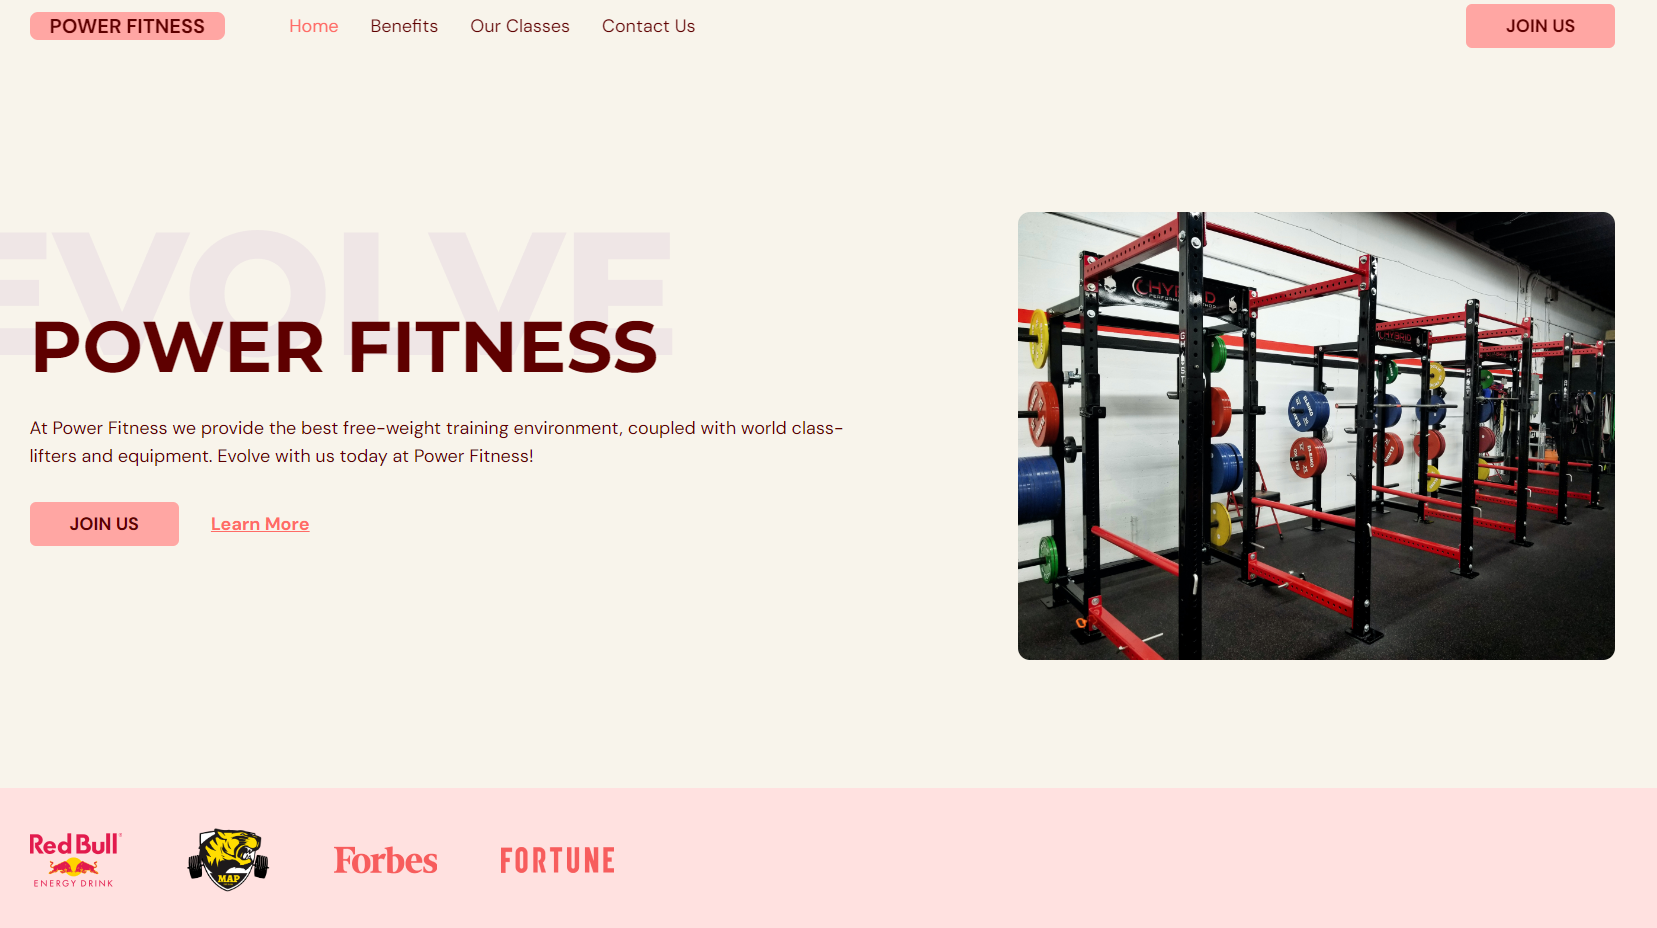 POWER FITNESS
Home
Benefits
Our Classes
Contact Us
JOIN US
EVOLVE
POWER FITNESS
At Power Fitness we provide the best free-weight training environment, coupled with world class-
lifters and equipment. Evolve with us today at Power Fitness!
JOIN US
Learn More
Red Bull
ENERGY DRINK
MAP
Forbes
FORTUNE